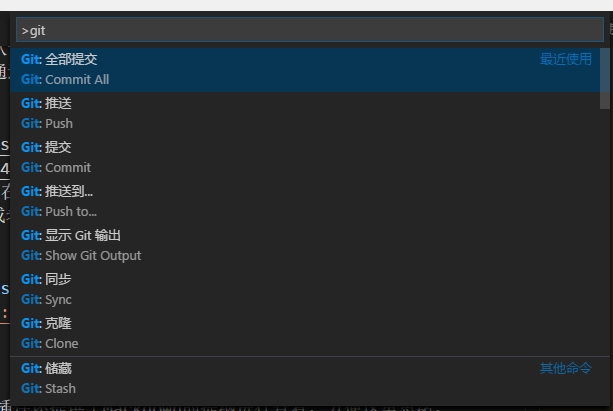 >git
Git: 全部提交 最近使用
Git: Commit All
Git: 推送
Git: Push
Git: 提交
Git: Commit
Git: 推送到...
Git: Push to...
Git: 显示 Git 输出
Git: Show Git Output
Git: 同步
Git: Sync
Git: 克隆
Git: Clone
Git: 储藏 其他命令
Git: Stash